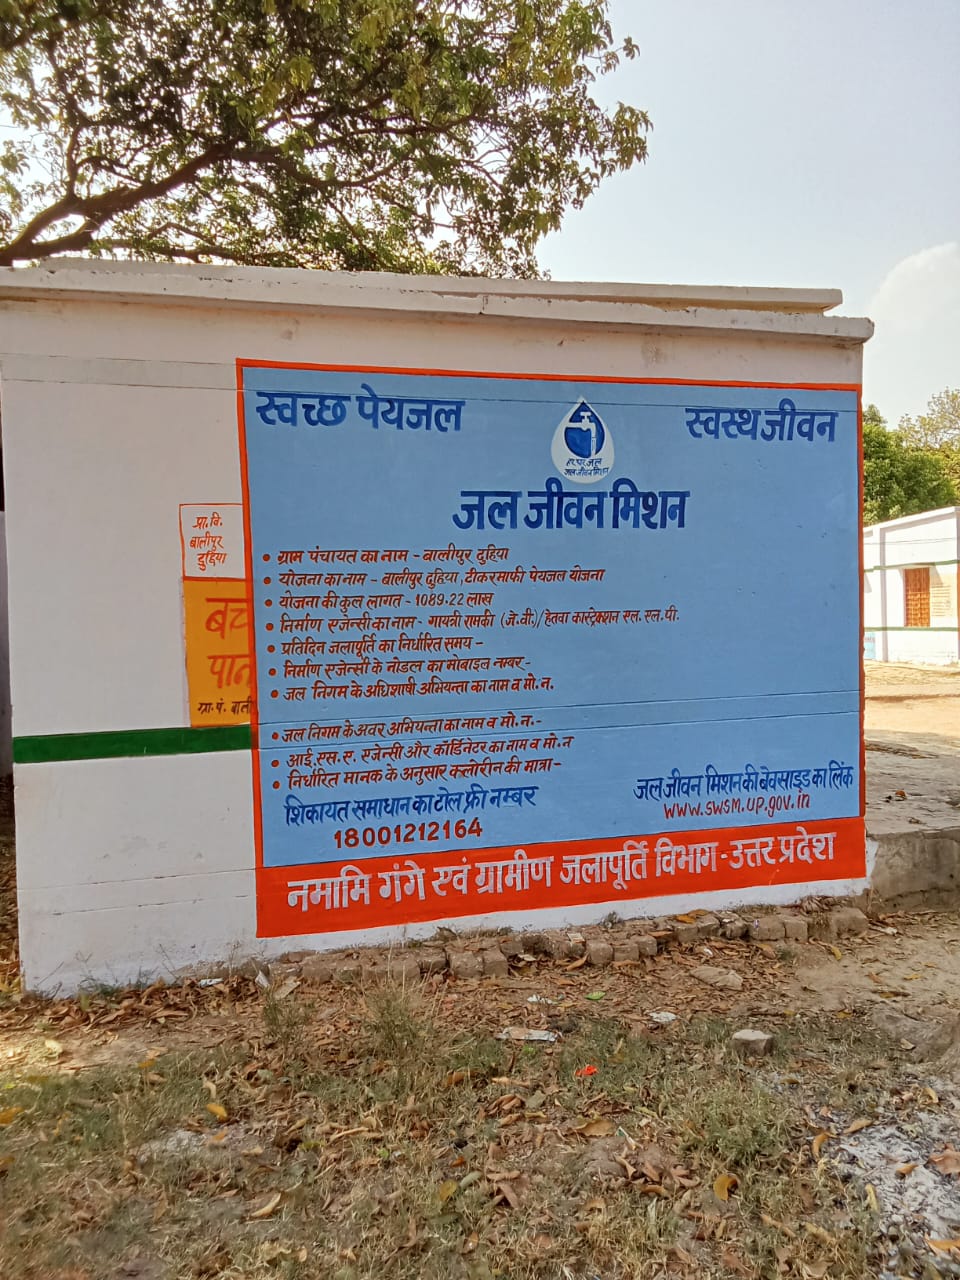 स्वच्छ पेयजल
स्वस्थ जीवन
हर घर जल
जल जीवन मिशन
जल जीवन मिशन
• ग्राम पंचायत का नाम - बालीपुर दुहिया
• योजना का नाम - बालीपुर दुहिया, टीकरमाफी पेयजल योजना
• योजना की कुल लागत - 1089.22 लाख
• निर्माण एजेन्सी का नाम - गायत्री रामकी (जे.वी.)/हेतवा कास्ट्रेक्शन एल. एल. पी.
• प्रतिदिन जलापूर्ति का निर्धारित समय -
• निर्माण एजेन्सी के नोडल का मोबाइल नम्बर -
• जल निगम के अधिशाषी अभियन्ता का नाम व मो. न.
• जल निगम के अवर अभियन्ता का नाम व मो. न. -
• आई. एस. ए. एजेन्सी और कॉर्डिनेटर का नाम व मो. न
• निर्धारित मानक के अनुसार क्लोरीन की मात्रा -
शिकायत समाधान का टोल फ्री नम्बर
18001212164
जल जीवन मिशन की बेवसाइड का लिंक
www.swsm.up.gov.in
नमामि गंगे एवं ग्रामीण जलापूर्ति विभाग - उत्तर प्रदेश
प्रा. वि.
बालीपुर
दुहिया
ग्रा. पं.